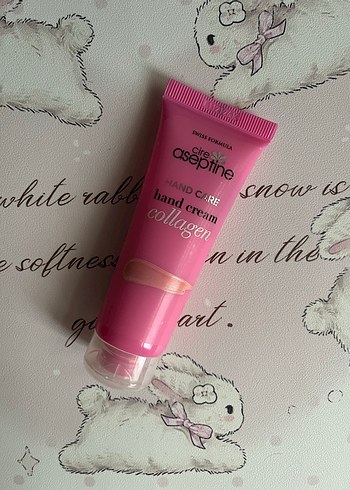 SWISS FORMULA
cire
aseptine
HAND CARE
hand cream
collagen
white rabb snow is
e softness n in the
g art.